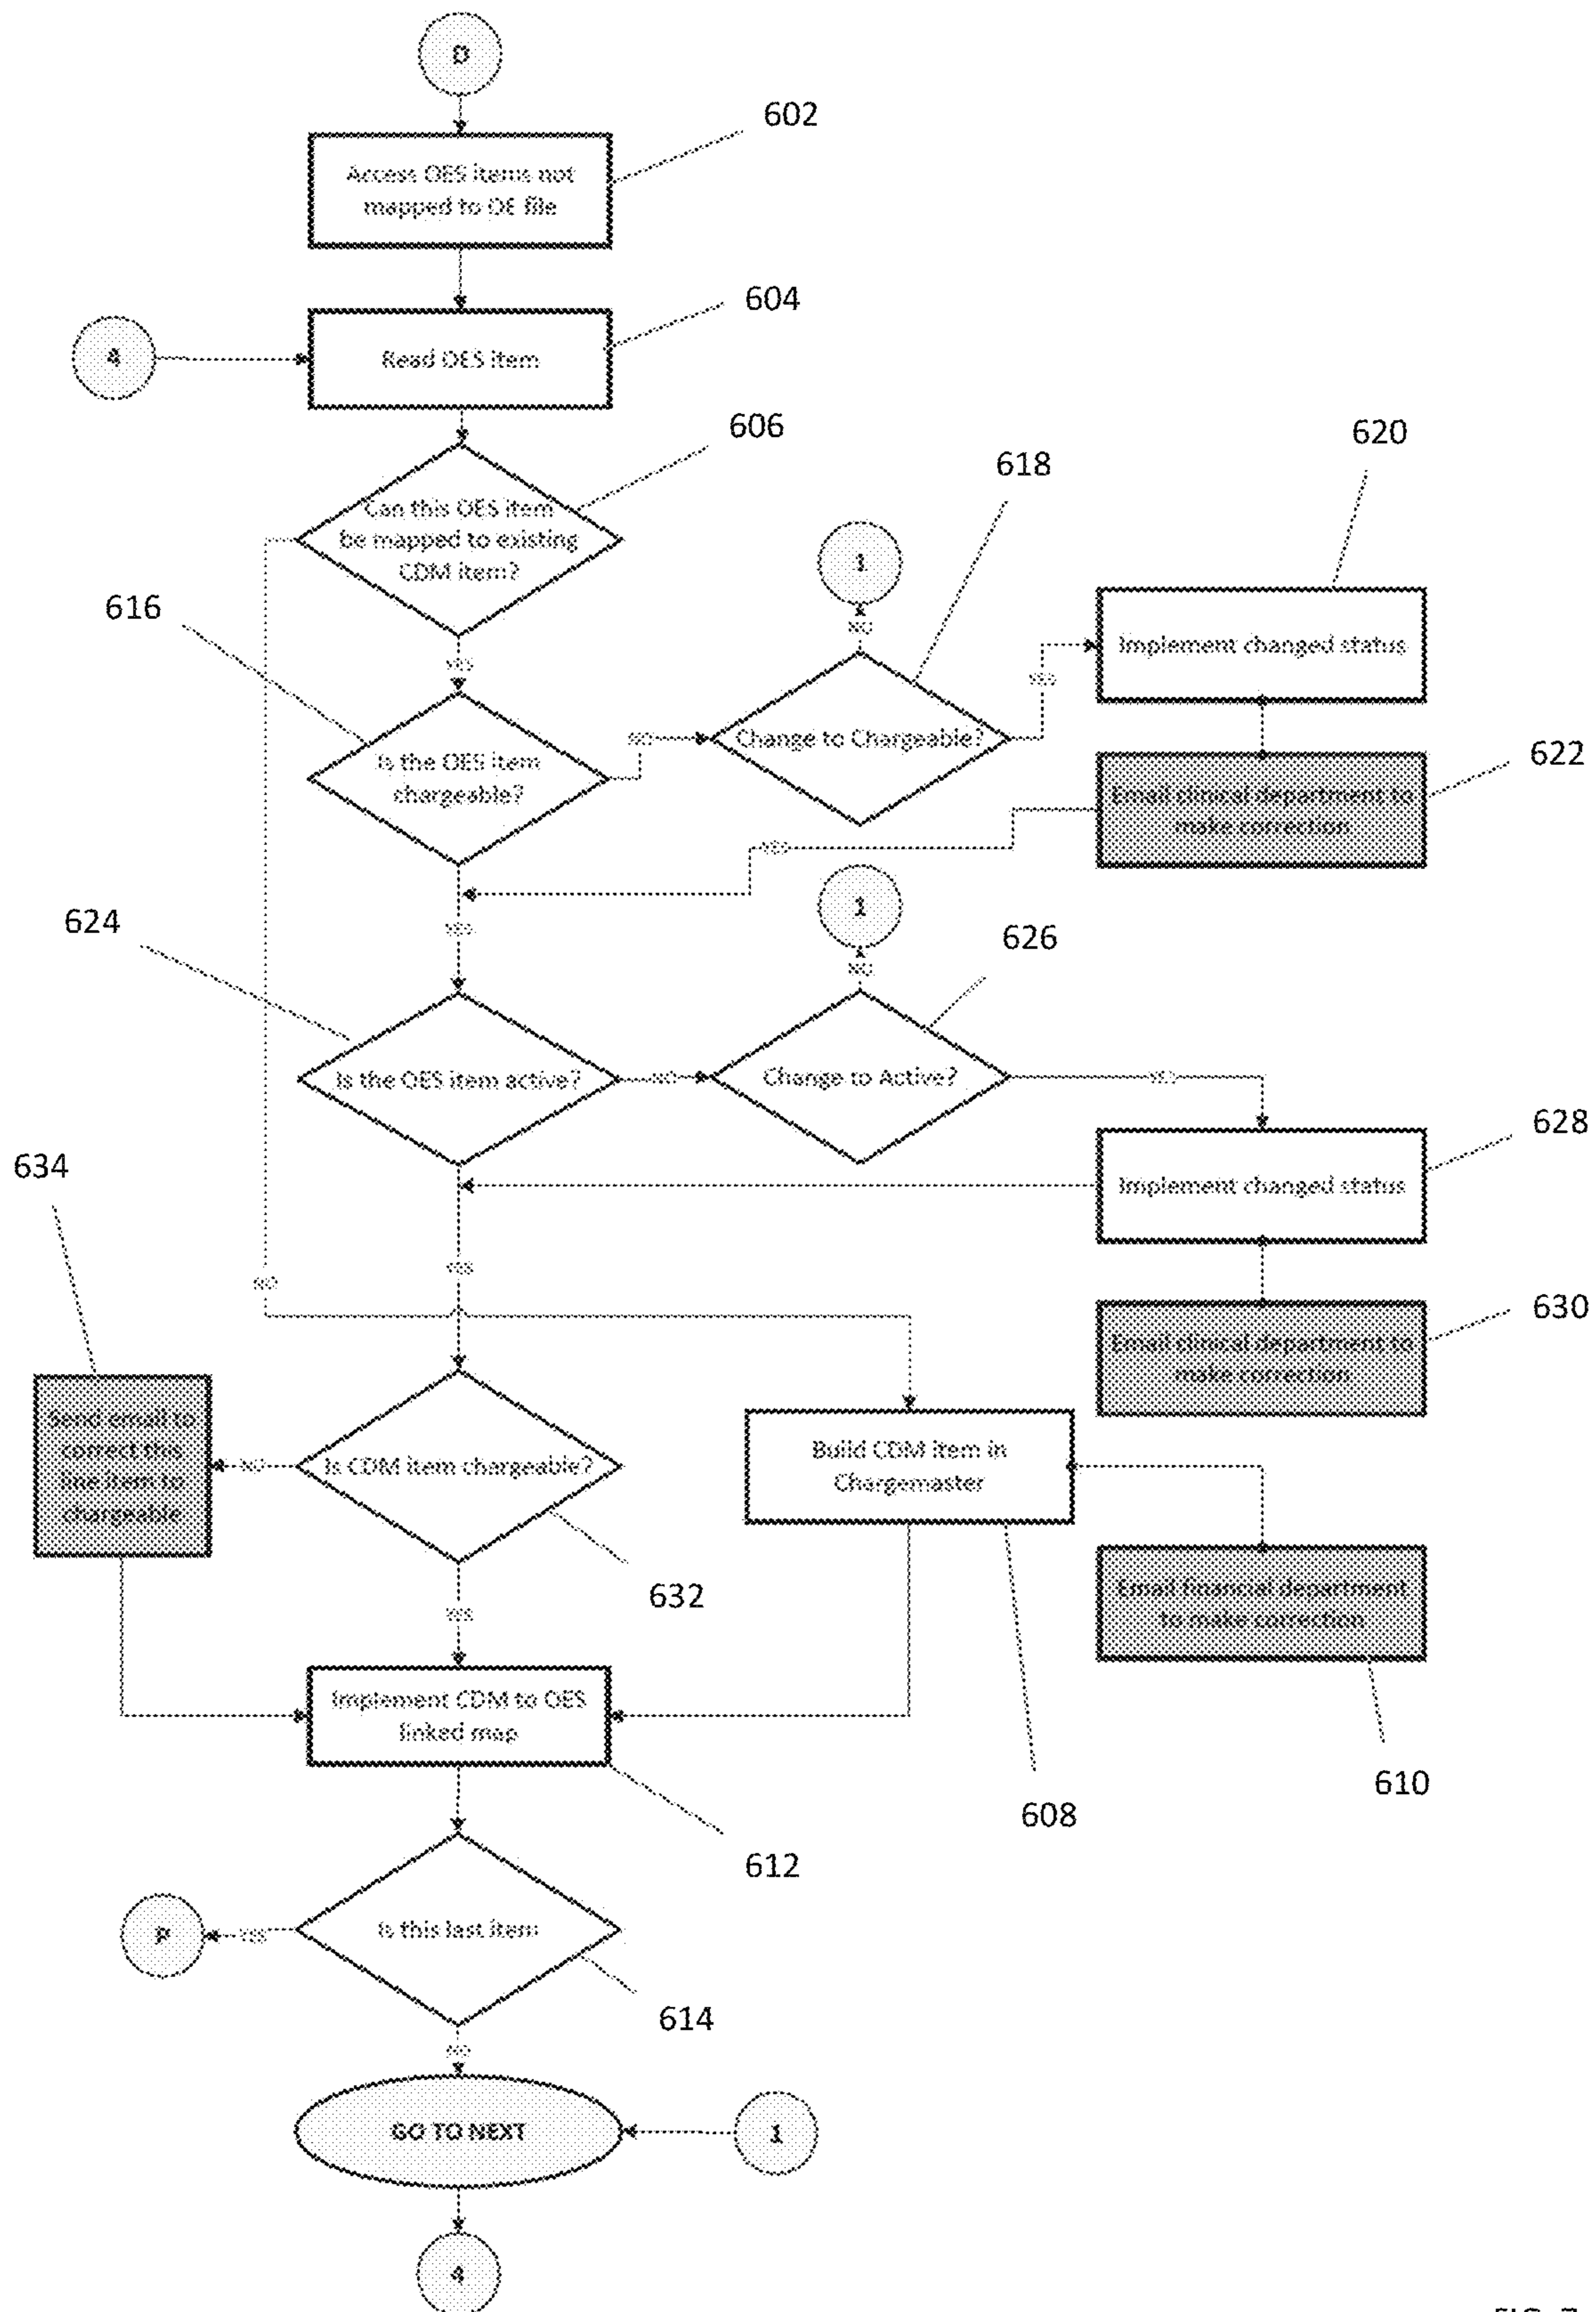 D
602
Access OES items not
mapped to OE file
604
4
Read OES item
606
Can this OES item
be mapped to existing
CDM item?
620
618
1
NO
616
YES
Implement changed status
YES
NO
Change to Chargeable?
Is the OES item
chargeable?
622
Email clinical department to
make correction
YES
1
624
YES
626
NO
Is the OES item active?
NO
Change to Active?
YES
628
634
Implement changed status
YES
NO
630
Email clinical department to
make correction
Send email to
correct this
line item to
chargeable
NO
Is CDM item chargeable?
Build CDM item in
Chargemaster
632
Email financial department
to make correction
YES
Implement CDM to OES
linked map
610
608
612
P
YES
Is this last item
614
NO
GO TO NEXT
1
4